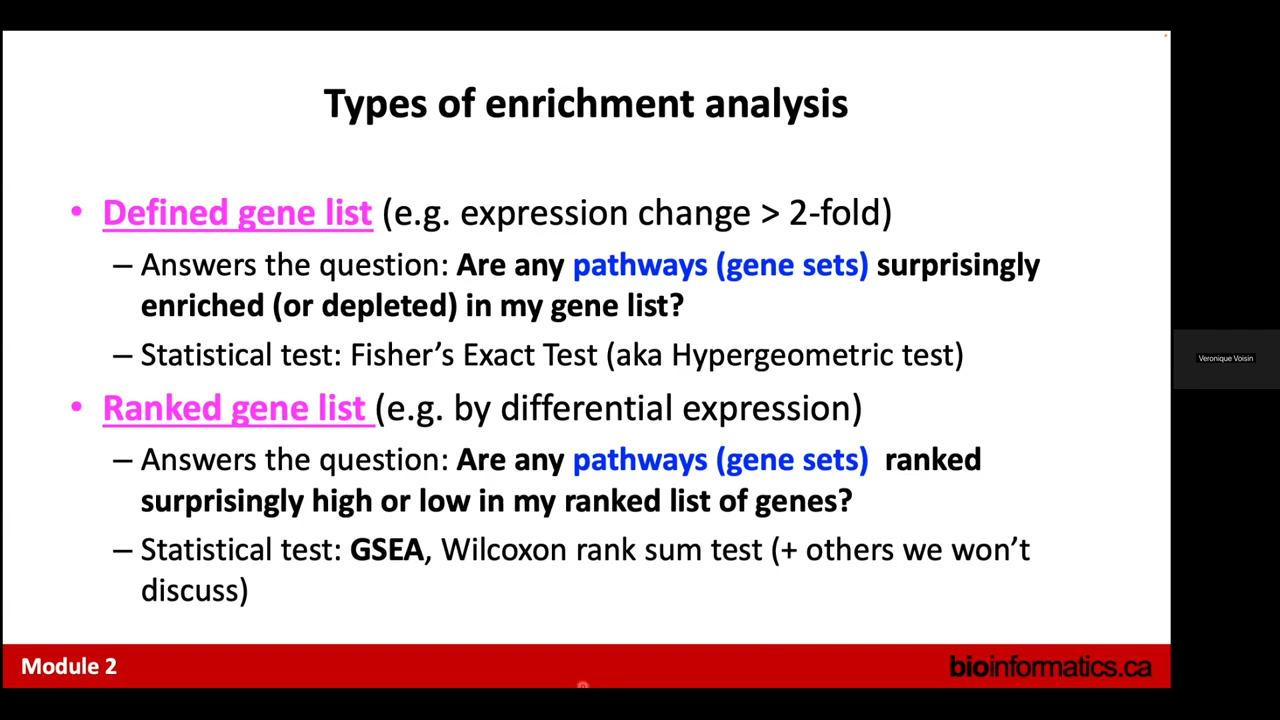 Types of enrichment analysis
• Defined gene list (e.g. expression change > 2-fold)
– Answers the question: Are any pathways (gene sets) surprisingly
enriched (or depleted) in my gene list?
– Statistical test: Fisher’s Exact Test (aka Hypergeometric test)
• Ranked gene list (e.g. by differential expression)
– Answers the question: Are any pathways (gene sets) ranked
surprisingly high or low in my ranked list of genes?
– Statistical test: GSEA, Wilcoxon rank sum test (+ others we won’t
discuss)
Veronique Voisin
Module 2
bioinformatics.ca